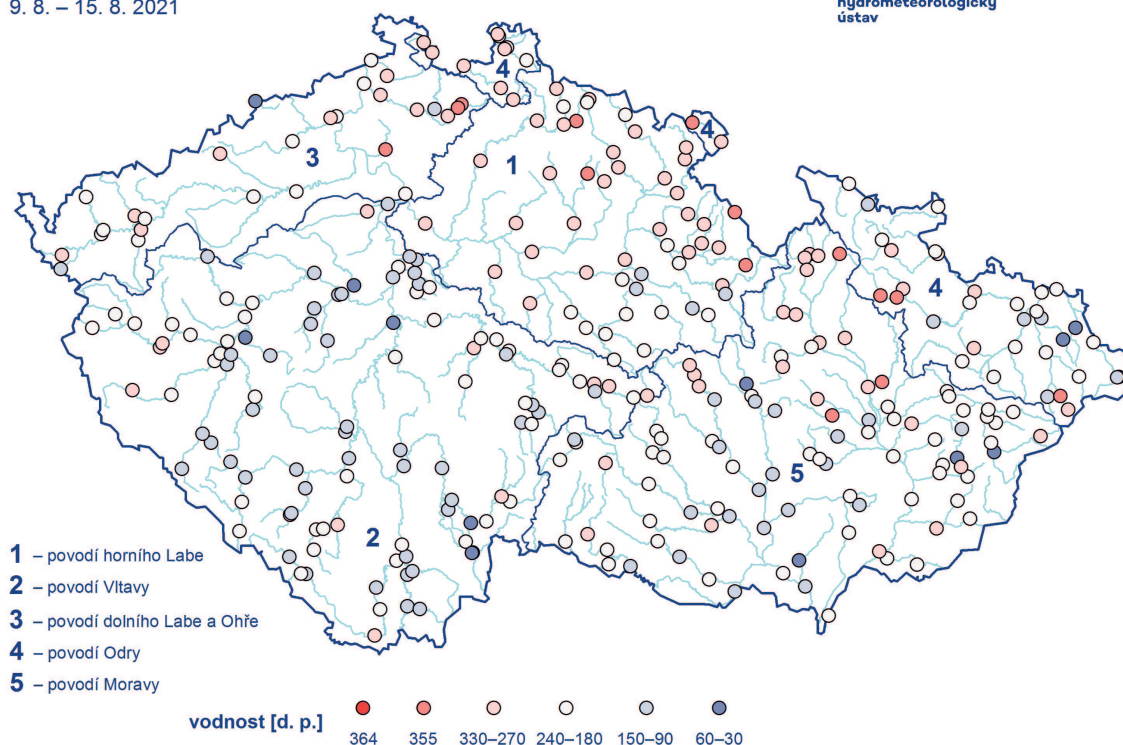 9. 8. – 15. 8. 2021
hydrometeorologický
ústav
4
4
3
1
4
5
2
1 – povodí horního Labe
2 – povodí Vltavy
3 – povodí dolního Labe a Ohře
4 – povodí Odry
5 – povodí Moravy
vodnost [d. p.]
364 355 330–270 240–180 150–90 60–30